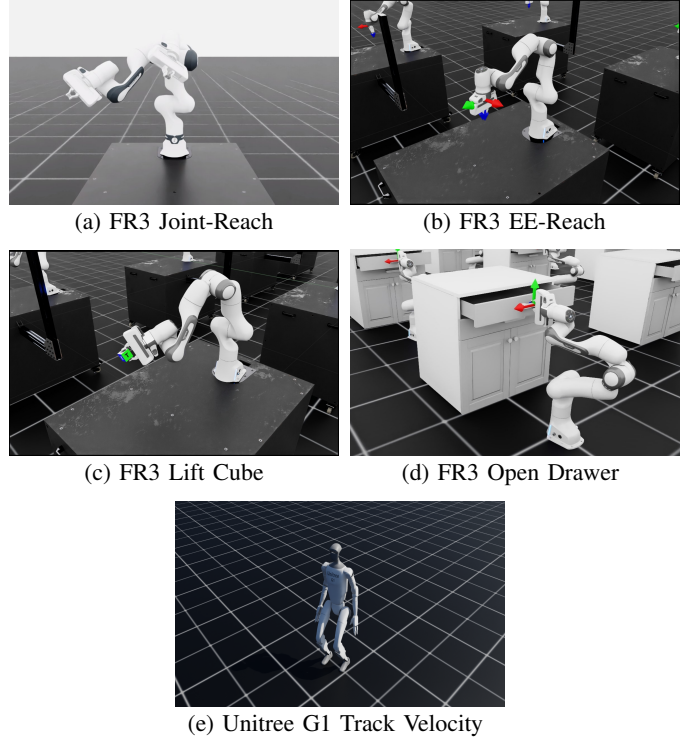 (a) FR3 Joint-Reach
(b) FR3 EE-Reach
(c) FR3 Lift Cube
(d) FR3 Open Drawer
(e) Unitree G1 Track Velocity